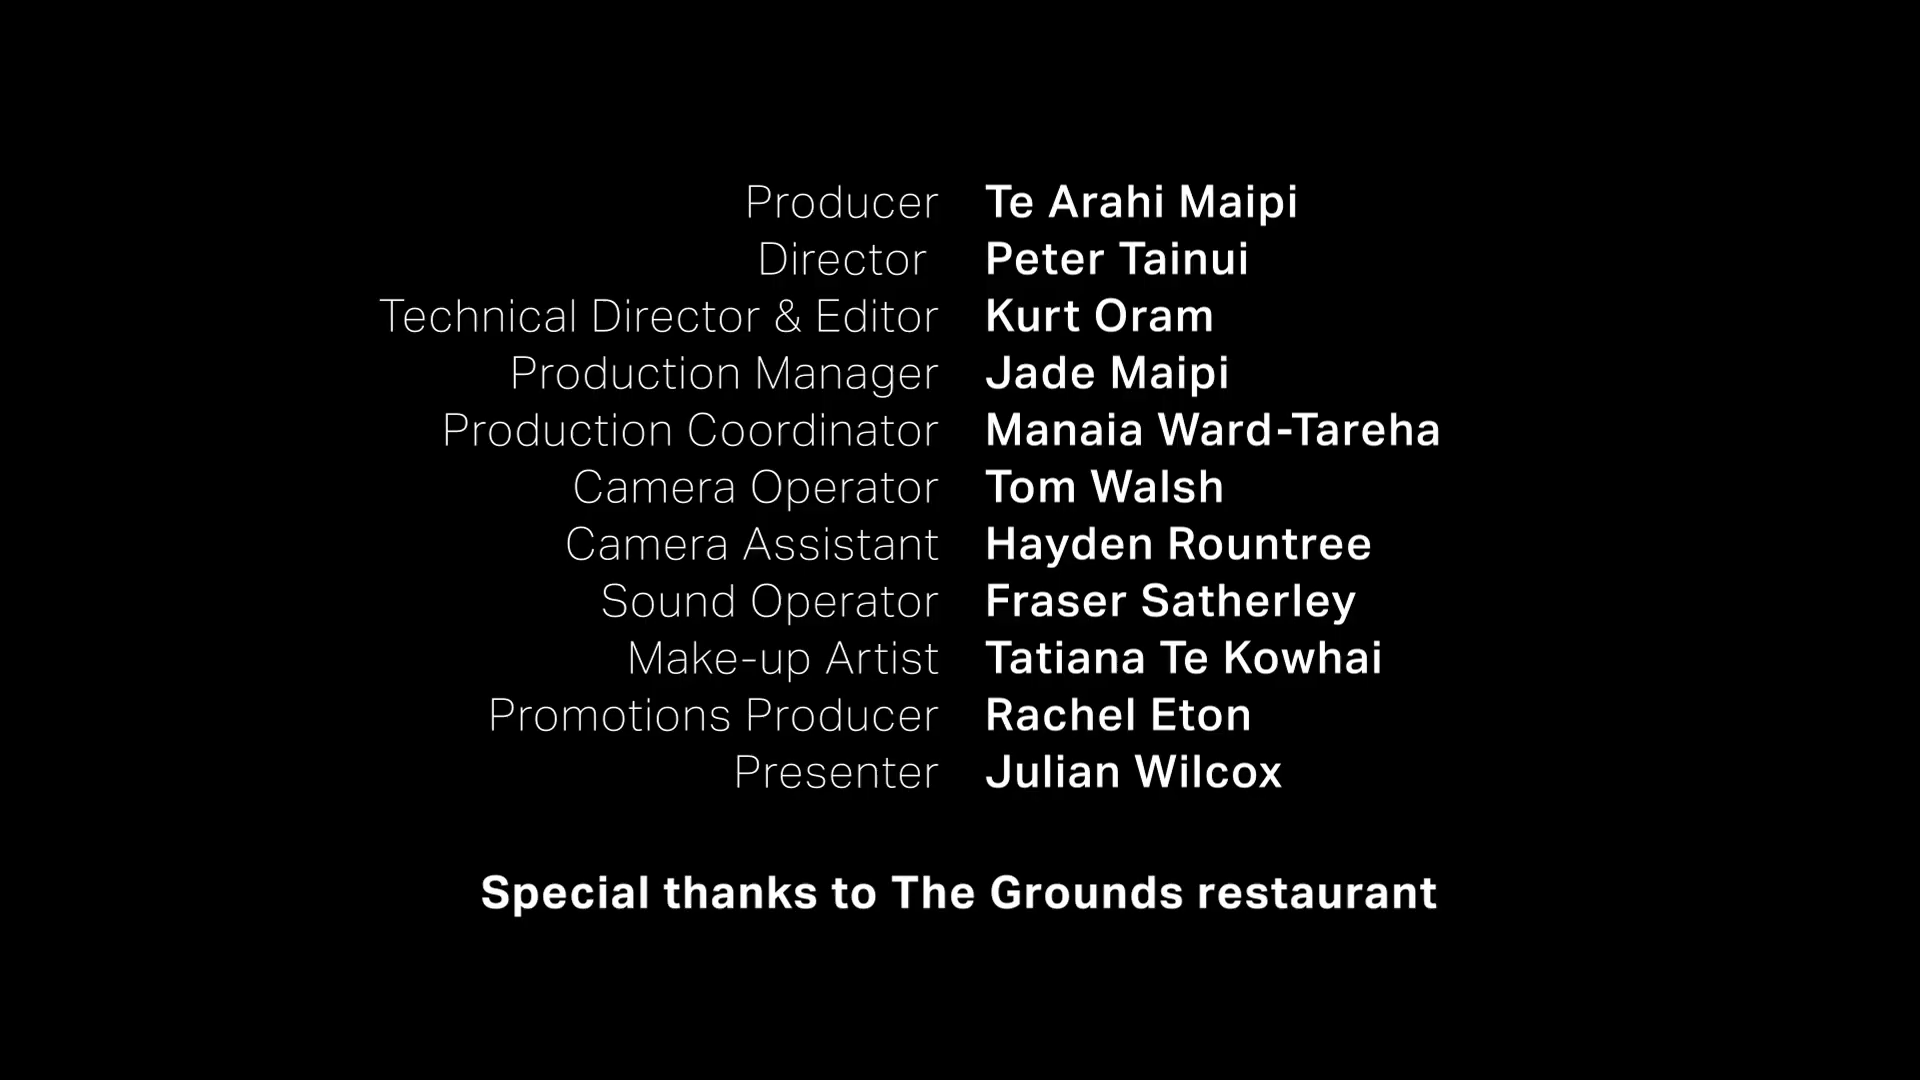 Producer Te Arahi Maipi
Director Peter Tainui
Technical Director & Editor Kurt Oram
Production Manager Jade Maipi
Production Coordinator Manaia Ward-Tareha
Camera Operator Tom Walsh
Camera Assistant Hayden Rountree
Sound Operator Fraser Satherley
Make-up Artist Tatiana Te Kowhai
Promotions Producer Rachel Eton
Presenter Julian Wilcox
Special thanks to The Grounds restaurant